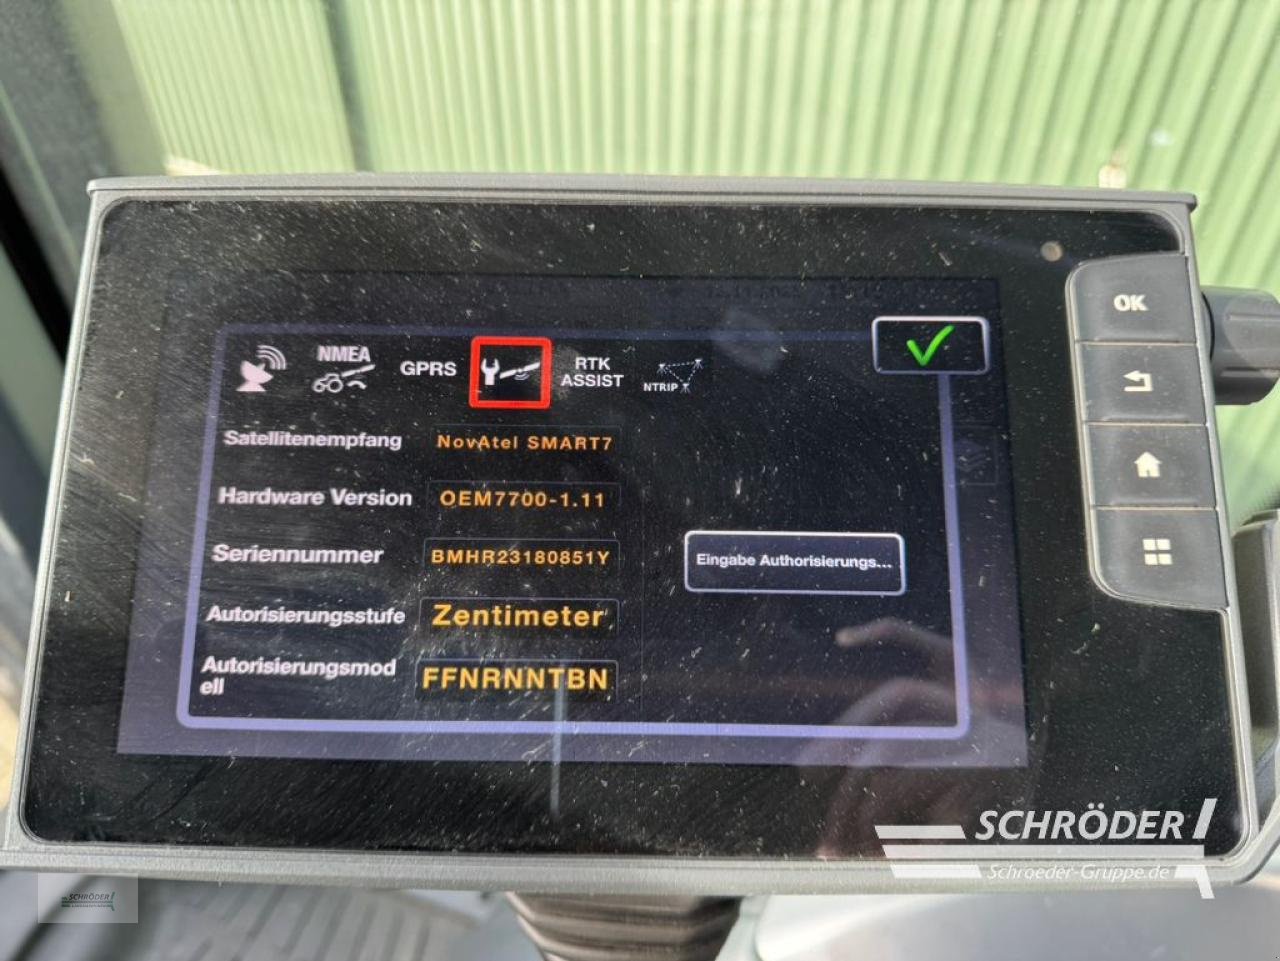 OK
NMEA
GPRS
RTK
ASSIST
NTRIP
Satellitenempfang NovAtel SMART7
Hardware Version OEM7700-1.11
Seriennummer BMHR23180851Y
Eingabe Authorisierungs...
Autorisierungsstufe Zentimeter
Autorisierungsmod
ell
FFNRNNTBN
SCHRÖDER
Schroeder-Gruppe.de
SCHRÖDER